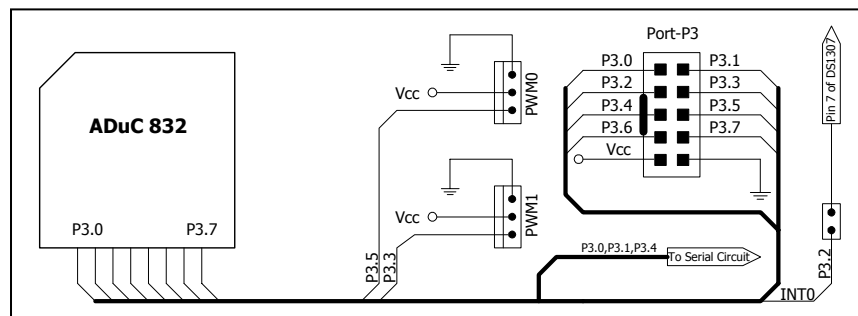 Port-P3
P3.0
P3.1
P3.2
P3.3
P3.4
P3.5
P3.6
P3.7
Vcc
Vcc
PWM0
Vcc
PWM1
ADuC 832
P3.0
P3.7
P3.5
P3.3
P3.0,P3.1,P3.4
To Serial Circuit
Pin 7 of DS1307
P3.2
INT0